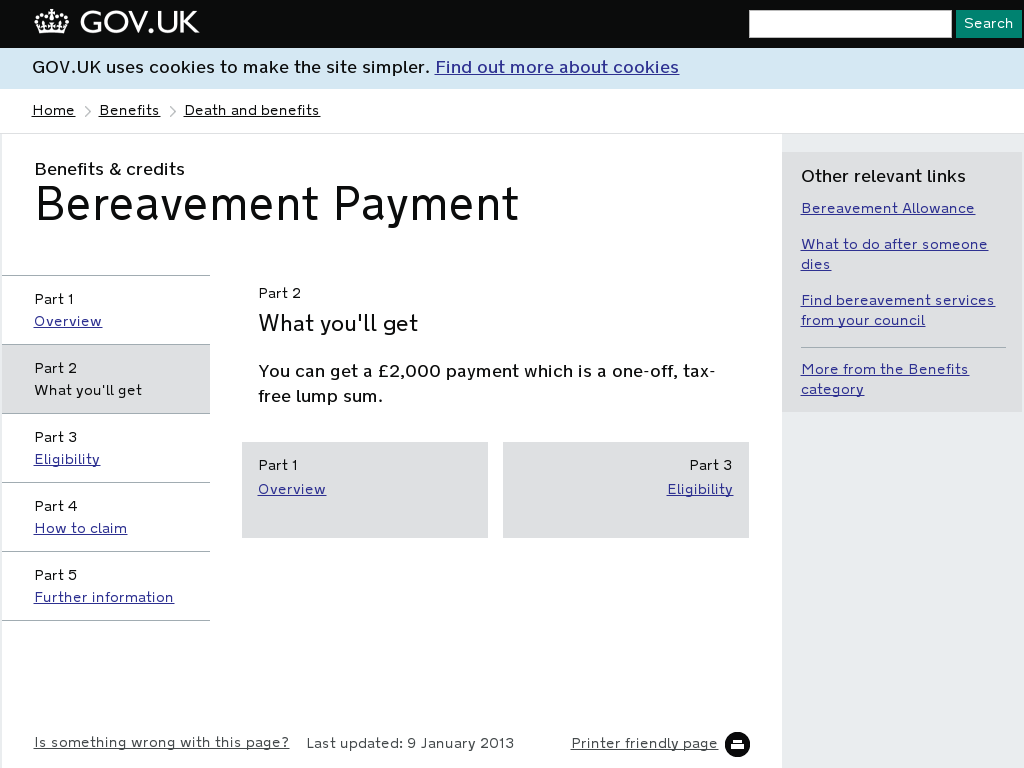 GOV.UK
Search
GOV.UK uses cookies to make the site simpler. Find out more about cookies
Home
Benefits
Death and benefits
Benefits & credits
Bereavement Payment
Part 1
Overview
Part 2
What you'll get
Part 3
Eligibility
Part 4
How to claim
Part 5
Further information
Part 2
What you'll get
You can get a £2,000 payment which is a one-off, tax-
free lump sum.
Part 1
Overview
Part 3
Eligibility
Other relevant links
Bereavement Allowance
What to do after someone
dies
Find bereavement services
from your council
More from the Benefits
category
Is something wrong with this page?
Last updated: 9 January 2013
Printer friendly page